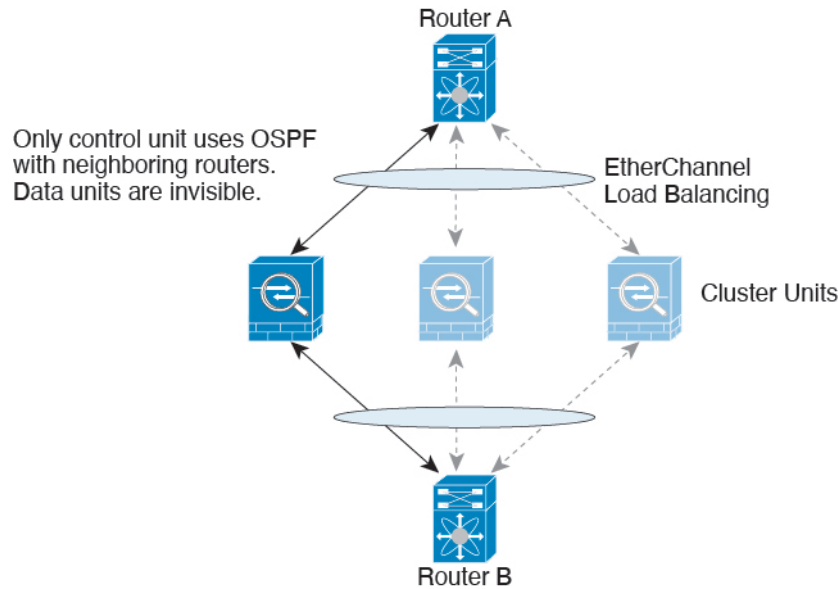 Router A
Only control unit uses OSPF
with neighboring routers.
Data units are invisible.
EtherChannel
Load Balancing
Cluster Units
Router B